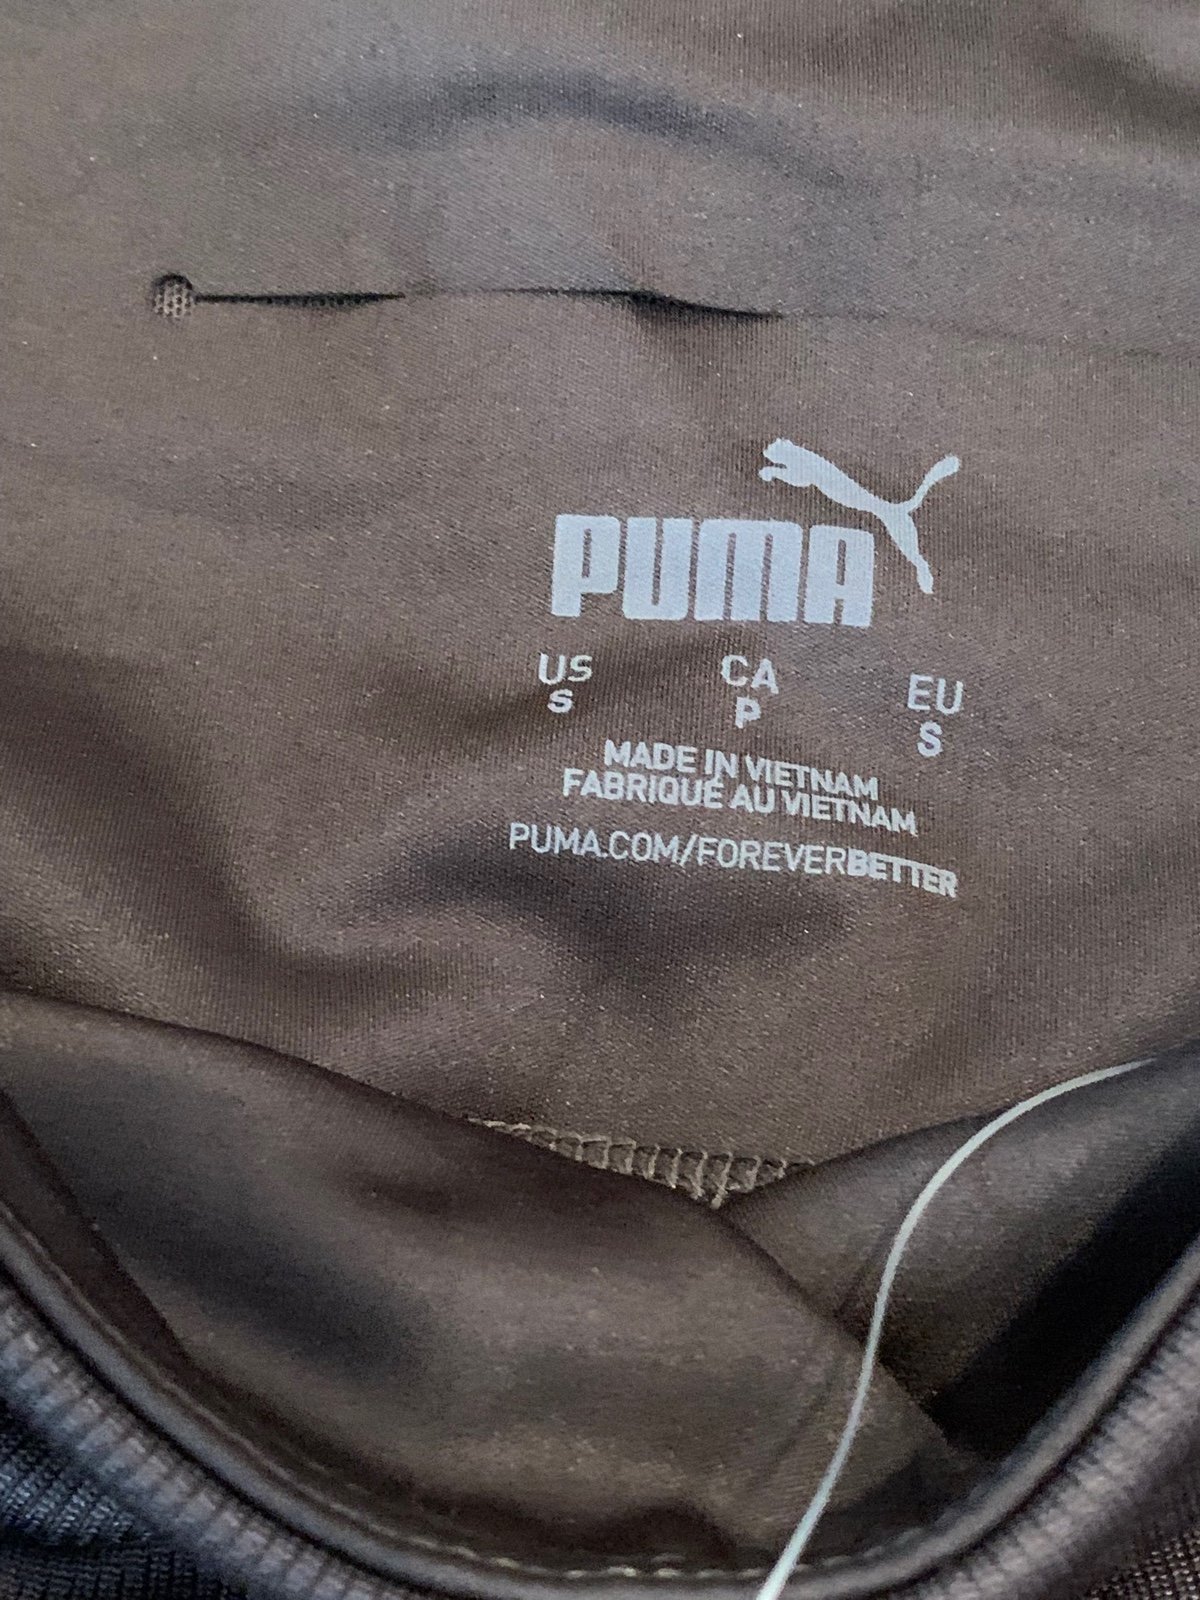 PUMA
US CA EU
S P S
MADE IN VIETNAM
FABRIQUÉ AU VIETNAM
PUMA.COM/FOREVERBETTER